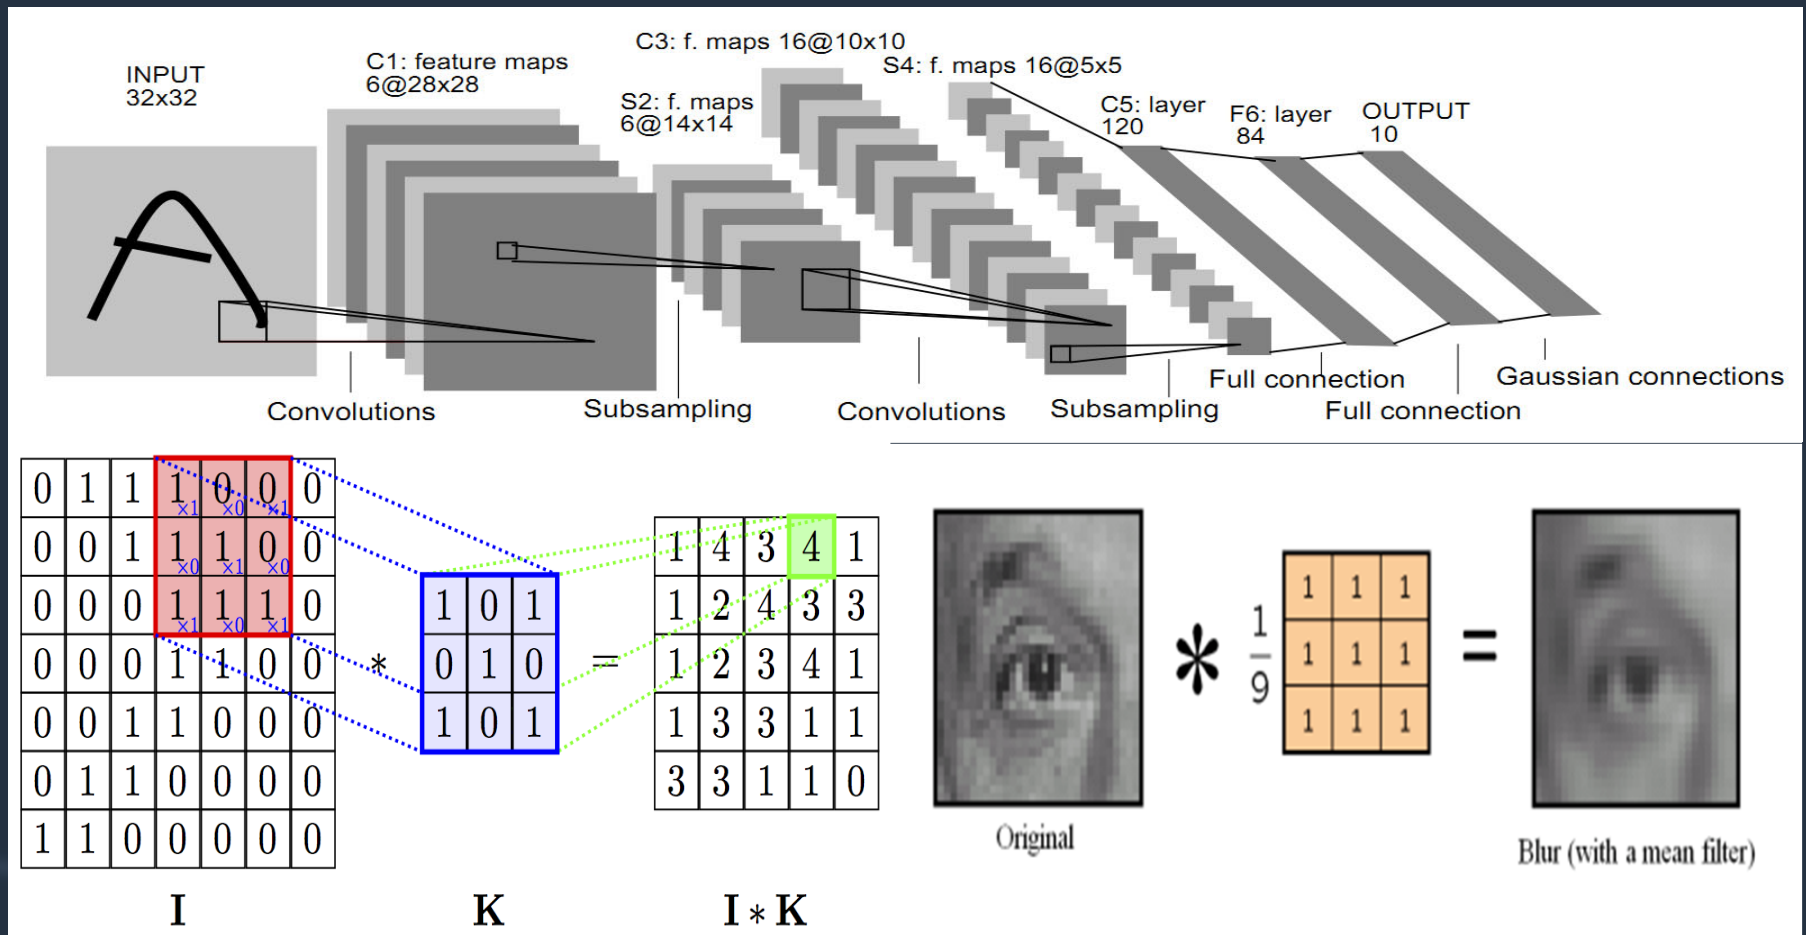 INPUT
32x32
C1: feature maps
6@28x28
S2: f. maps
6@14x14
C3: f. maps 16@10x10
S4: f. maps 16@5x5
C5: layer
120
F6: layer
84
OUTPUT
10
Convolutions
Subsampling
Convolutions
Subsampling
Full connection
Full connection
Gaussian connections
0 1 1 1 0 0 0
×1 ×0 ×1
0 0 1 1 1 0 0
×0 ×1 ×0
0 0 0 1 1 1 0
×1 ×0 ×1
0 0 0 1 1 0 0
0 0 1 1 0 0 0
0 1 1 0 0 0 0
1 1 0 0 0 0 0
I
*
1 0 1
0 1 0
1 0 1
K
=
1 4 3 4 1
1 2 4 3 3
1 2 3 4 1
1 3 3 1 1
3 3 1 1 0
I * K
Original
*
1
9
1 1 1
1 1 1
1 1 1
=
Blur (with a mean filter)